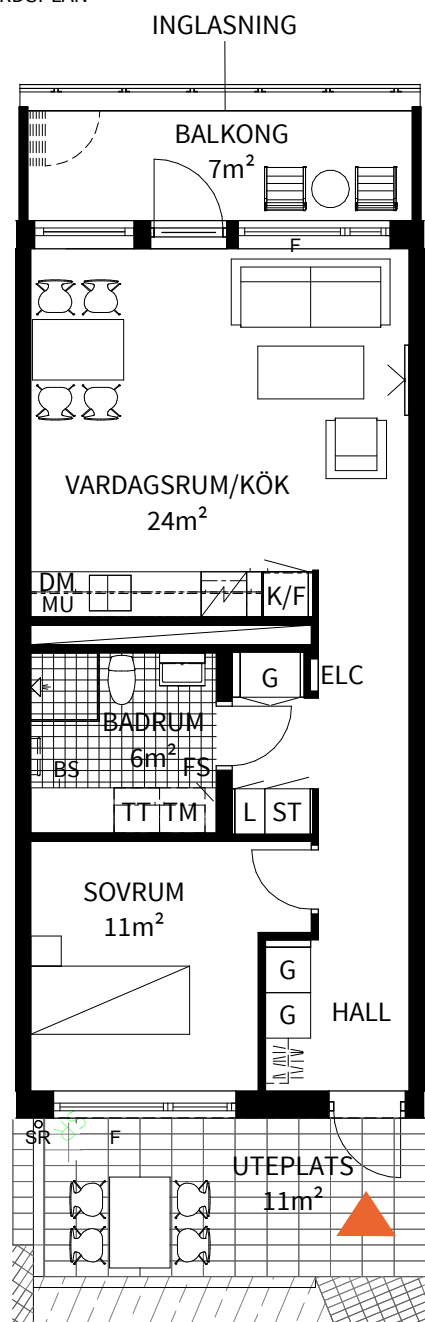 INGLASNING
BALKONG
7m²
F
VARDAGSRUM/KÖK
24m²
DM
MU
K/F
G
ELC
BADRUM
6m²
BS
FS
TT
TM
L
ST
SOVRUM
11m²
G
G
HALL
SR
SR
F
UTEPLATS
11m²